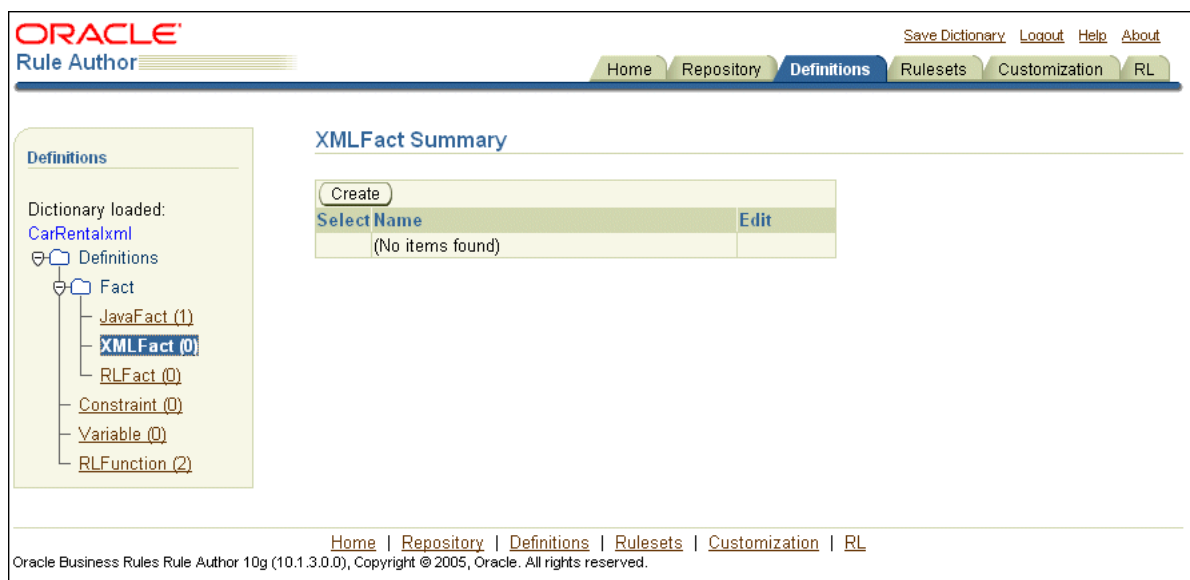 ORACLE
Rule Author
Save Dictionary Logout Help About
Home Repository Definitions Rulesets Customization RL
Definitions
Dictionary loaded:
CarRentalxml
Definitions
Fact
JavaFact (1)
XMLFact (0)
RLFact (0)
Constraint (0)
Variable (0)
RLFunction (2)
XMLFact Summary
Create
Select Name Edit
(No items found)
Home | Repository | Definitions | Rulesets | Customization | RL
Oracle Business Rules Rule Author 10g (10.1.3.0.0), Copyright © 2005, Oracle. All rights reserved.